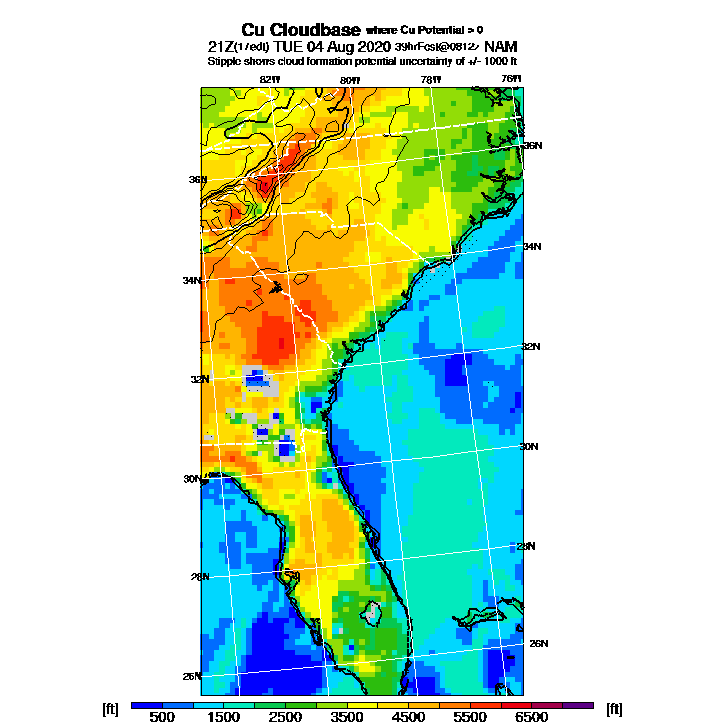 Cu Cloudbase where Cu Potential > 0
21Z(17edt) TUE 04 Aug 2020 39hrFcst@0812z NAM
Stipple shows cloud formation potential uncertainty of +/- 1000 ft
82W 80W 78W 76W
36N
36N
34N
34N
32N
32N
30N
30N
28N
28N
26N
26N
[ft] 500 1500 2500 3500 4500 5500 6500 [ft]